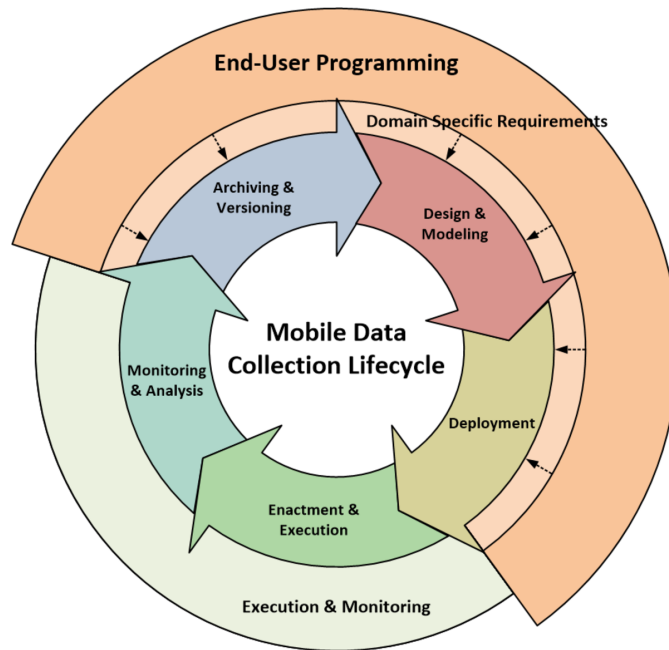 End-User Programming
Domain Specific Requirements
Archiving &
Versioning
Design &
Modeling
Mobile Data
Collection Lifecycle
Monitoring
& Analysis
Deployment
Enactment &
Execution
Execution & Monitoring